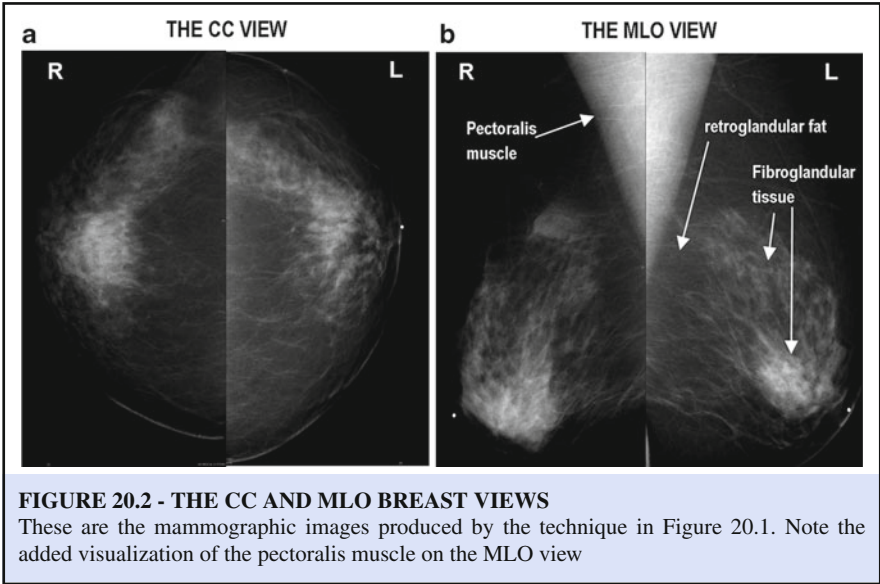 a
THE CC VIEW
R
L
b
THE MLO VIEW
R
L
Pectoralis
muscle
retroglandular fat
Fibroglandular
tissue
FIGURE 20.2 - THE CC AND MLO BREAST VIEWS
These are the mammographic images produced by the technique in Figure 20.1. Note the
added visualization of the pectoralis muscle on the MLO view